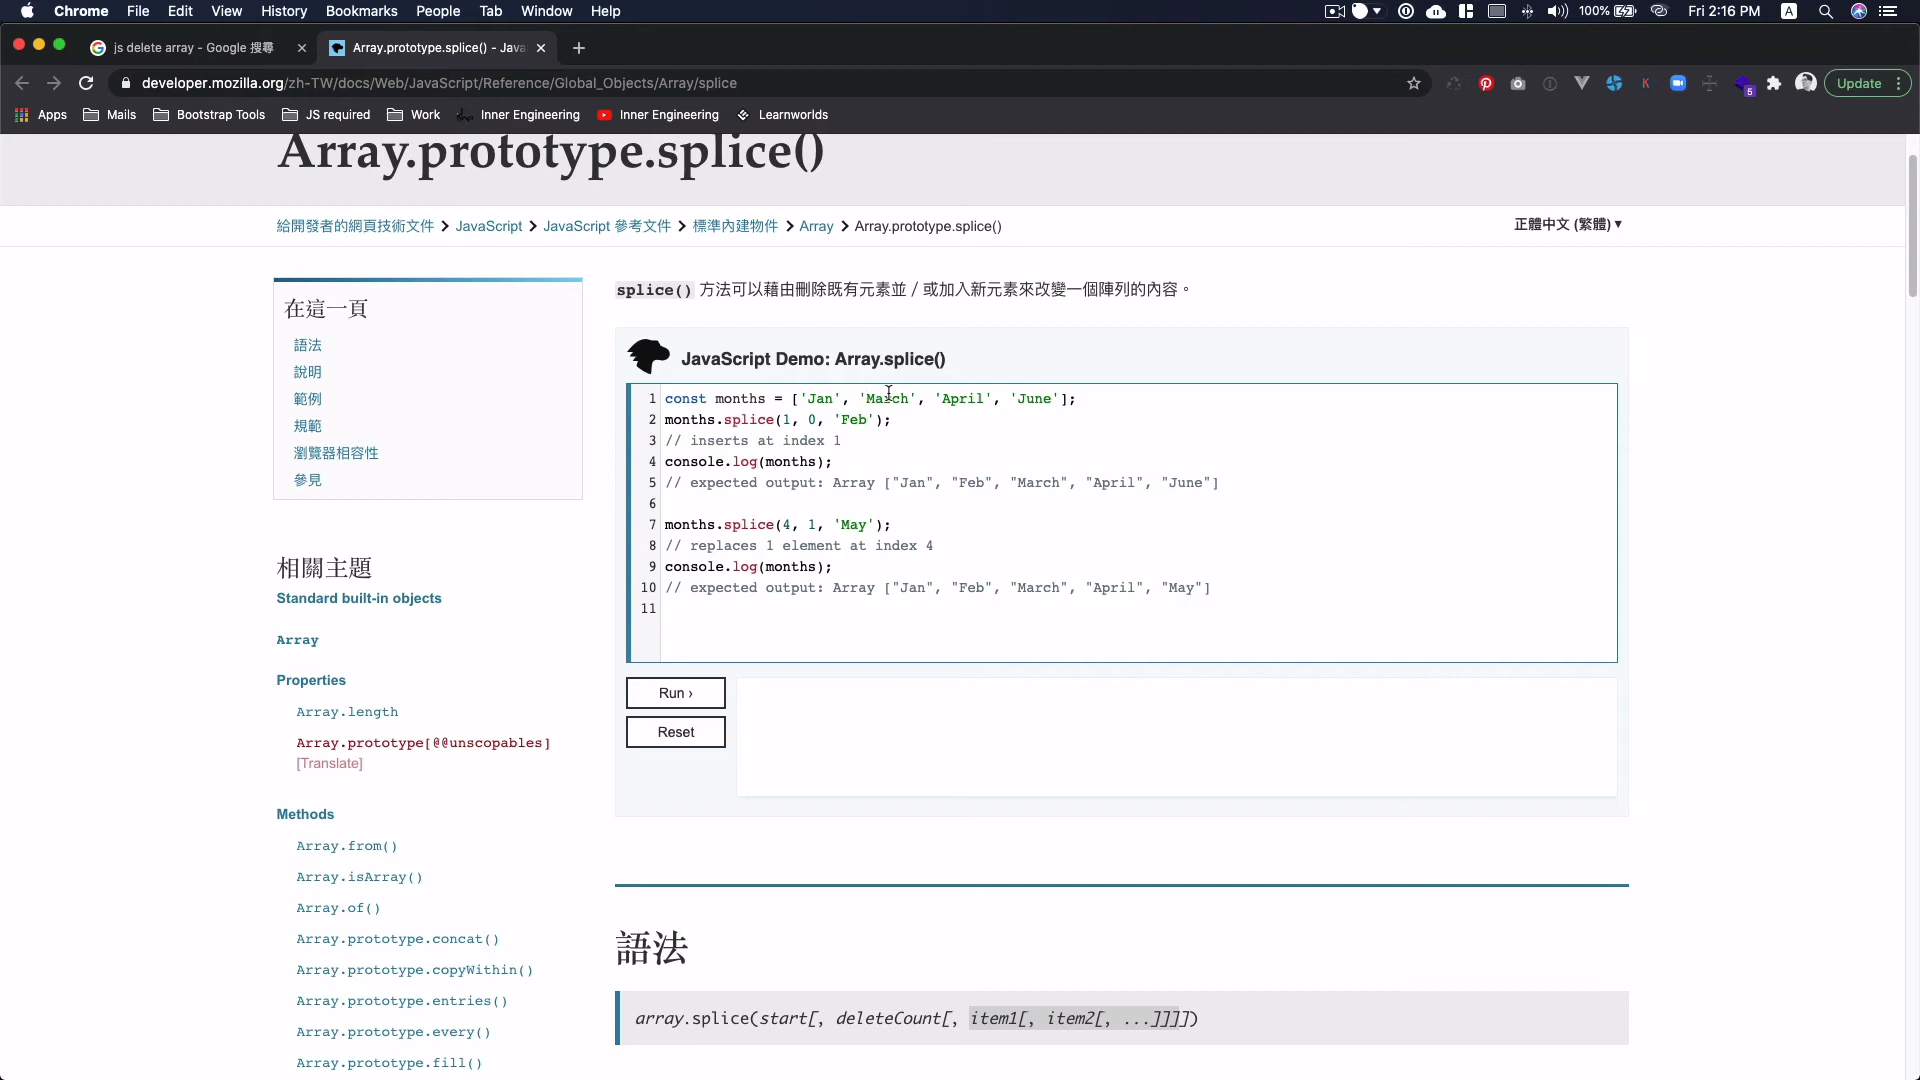 Chrome File Edit View History Bookmarks People Tab Window Help 100% Fri 2:16 PM A
js delete array - Google 搜尋 Array.prototype.splice() - Java
developer.mozilla.org/zh-TW/docs/Web/JavaScript/Reference/Global_Objects/Array/splice K 5 Update
Apps Mails Bootstrap Tools JS required Work Inner Engineering Inner Engineering Learnworlds
Array.prototype.splice()
給開發者的網頁技術文件 JavaScript JavaScript 參考文件 標準內建物件 Array Array.prototype.splice() 正體中文 (繁體)▼
在這一頁
語法
說明
範例
規範
瀏覽器相容性
參見
相關主題
Standard built-in objects
Array
Properties
Array.length
Array.prototype[@@unscopables]
[Translate]
Methods
Array.from()
Array.isArray()
Array.of()
Array.prototype.concat()
Array.prototype.copyWithin()
Array.prototype.entries()
Array.prototype.every()
Array.prototype.fill()
splice() 方法可以藉由刪除既有元素並／或加入新元素來改變一個陣列的內容。
JavaScript Demo: Array.splice()
1 const months = ['Jan', 'March', 'April', 'June'];
2 months.splice(1, 0, 'Feb');
3 // inserts at index 1
4 console.log(months);
5 // expected output: Array ["Jan", "Feb", "March", "April", "June"]
6
7 months.splice(4, 1, 'May');
8 // replaces 1 element at index 4
9 console.log(months);
10 // expected output: Array ["Jan", "Feb", "March", "April", "May"]
11
Run ›
Reset
語法
array.splice(start[, deleteCount[, item1[, item2[, ...]]]])